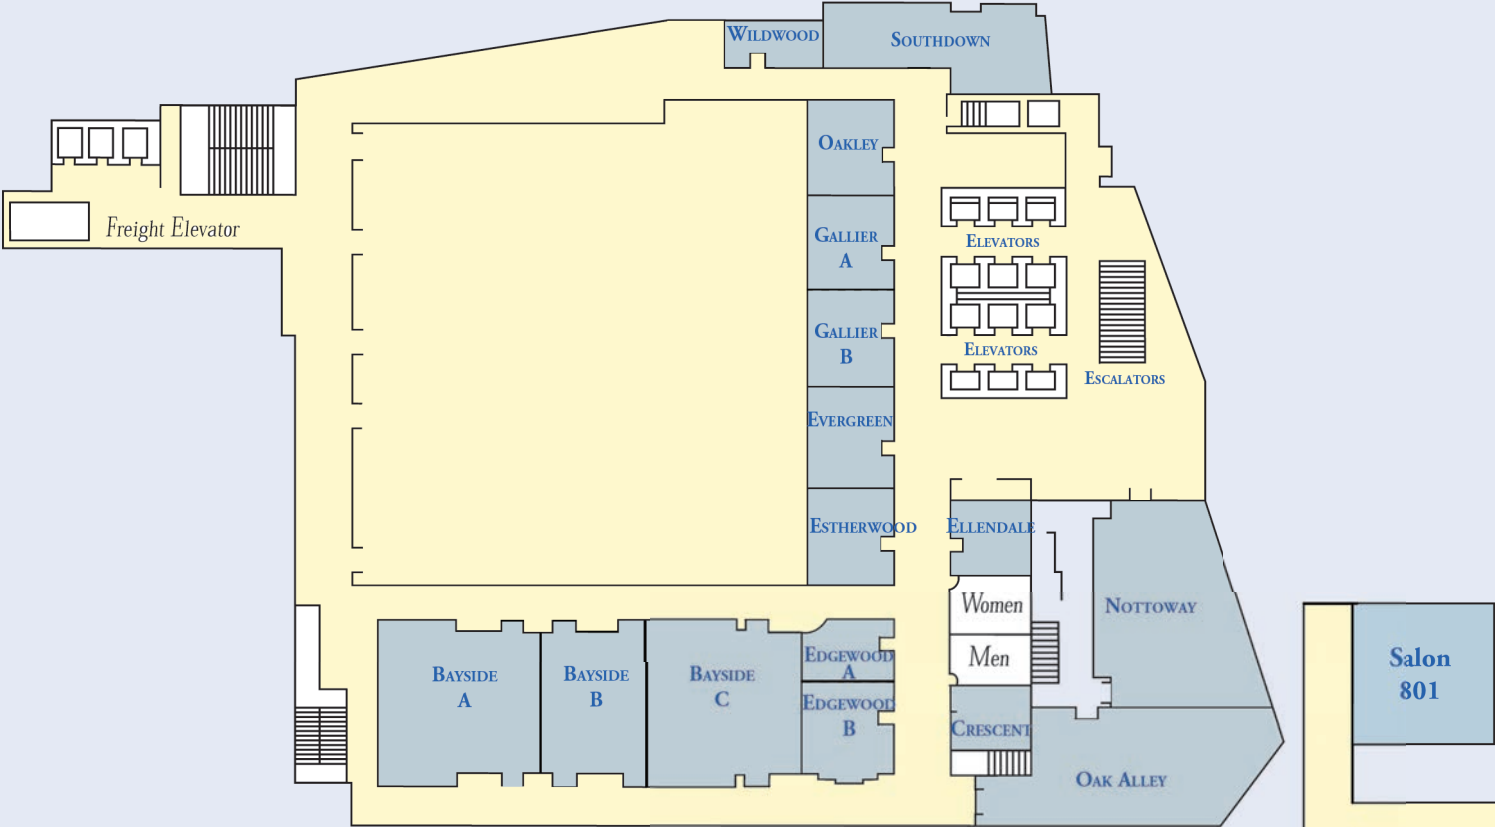 WILDWOOD
SOUTHDOWN
OAKLEY
Freight Elevator
GALLIER
A
ELEVATORS
GALLIER
B
ELEVATORS
ESCALATORS
EVERGREEN
ESTHERWOOD
ELLENDALE
Women
NOTTOWAY
Men
EDGEWOOD
A
BAYSIDE
A
BAYSIDE
B
BAYSIDE
C
EDGEWOOD
B
CRESCENT
OAK ALLEY
Salon
801